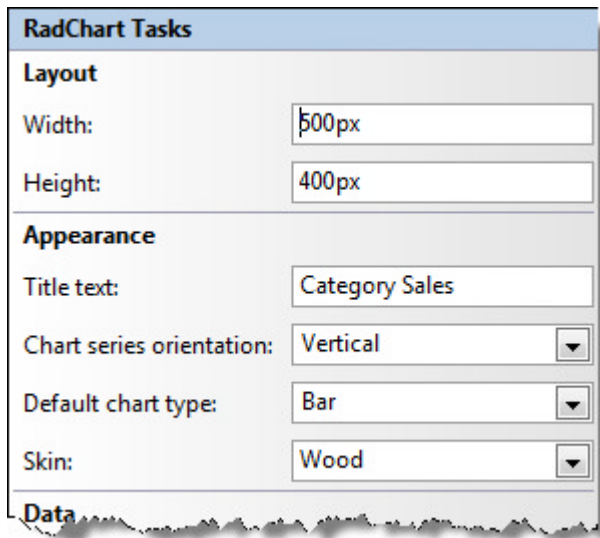 RadChart Tasks
Layout
Width: 500px
Height: 400px
Appearance
Title text: Category Sales
Chart series orientation: Vertical
Default chart type: Bar
Skin: Wood
Data